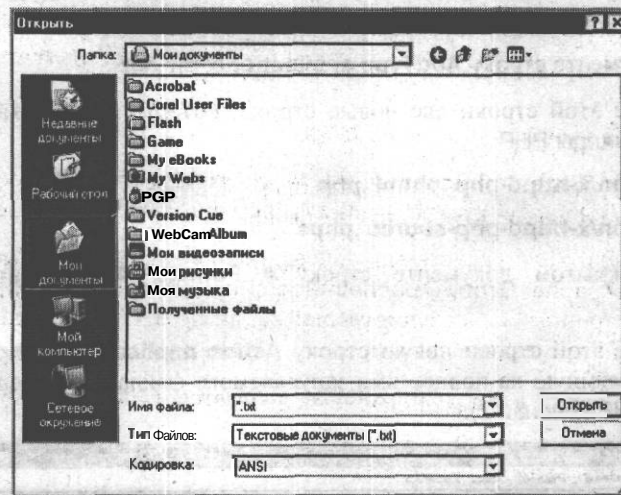 Открыть
Папка: Мои документы
Недавние документы
Рабочий стол
Мои документы
Мой компьютер
Сетевое окружение
Acrobat
Corel User Files
Flash
Game
My eBooks
My Webs
PGP
Version Cue
WebCamAlbum
Мои видеозаписи
Мои рисунки
Моя музыка
Полученные файлы
Имя файла: *.txt
Открыть
Тип Файлов: Текстовые документы (*.txt)
Отмена
Кодировка: ANSI